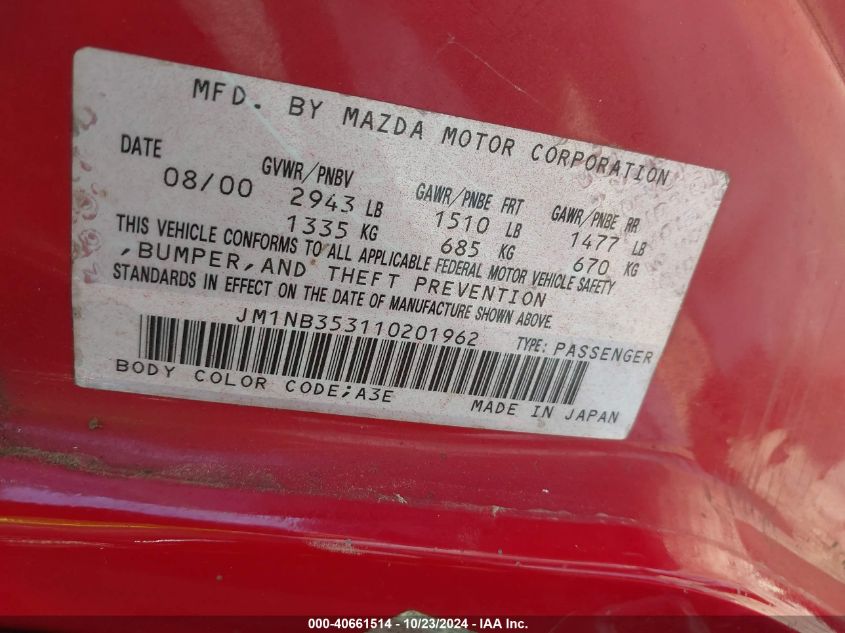 MFD. BY MAZDA MOTOR CORPORATION
DATE GVWR/PNBV GAWR/PNBE FRT GAWR/PNBE RR
08/00 2943 LB 1510 LB 1477 LB
1335 KG 685 KG 670 KG
THIS VEHICLE CONFORMS TO ALL APPLICABLE FEDERAL MOTOR VEHICLE SAFETY
,BUMPER,AND THEFT PREVENTION
STANDARDS IN EFFECT ON THE DATE OF MANUFACTURE SHOWN ABOVE.
JM1NB353110201962 TYPE: PASSENGER
BODY COLOR CODE;A3E MADE IN JAPAN
000-40661514 - 10/23/2024 - IAA Inc.